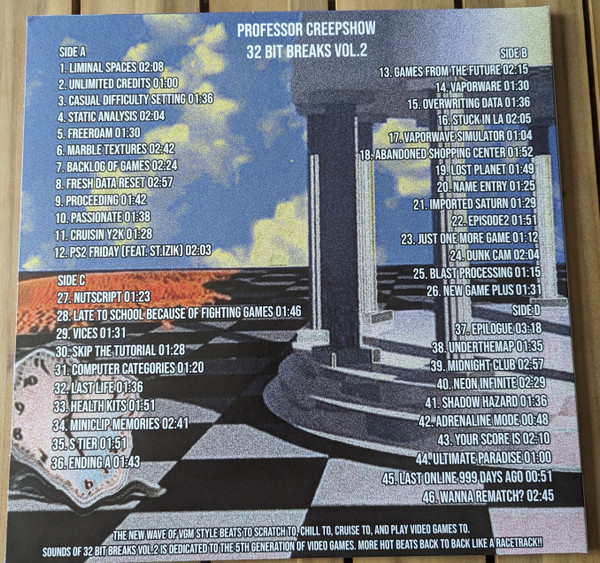 PROFESSOR CREEPSHOW
32 BIT BREAKS VOL.2
SIDE A
1. LIMINAL SPACES 02:08
2. UNLIMITED CREDITS 01:00
3. CASUAL DIFFICULTY SETTING 01:36
4. STATIC ANALYSIS 02:04
5. FREEROAM 01:30
6. MARBLE TEXTURES 02:42
7. BACKLOG OF GAMES 02:24
8. FRESH DATA RESET 02:57
9. PROCEEDING 01:42
10. PASSIONATE 01:38
11. CRUISIN Y2K 01:28
12. PS2 FRIDAY (FEAT. ST.IZIK) 02:03
SIDE B
13. GAMES FROM THE FUTURE 02:15
14. VAPORWARE 01:30
15. OVERWRITING DATA 01:36
16. STUCK IN LA 02:05
17. VAPORWAVE SIMULATOR 01:04
18. ABANDONED SHOPPING CENTER 01:52
19. LOST PLANET 01:49
20. NAME ENTRY 01:25
21. IMPORTED SATURN 01:29
22. EPISODE2 01:51
23. JUST ONE MORE GAME 01:12
24. DUNK CAM 02:04
25. BLAST PROCESSING 01:15
26. NEW GAME PLUS 01:31
SIDE C
27. NUTSCRIPT 01:23
28. LATE TO SCHOOL BECAUSE OF FIGHTING GAMES 01:46
29. VICES 01:31
30. SKIP THE TUTORIAL 01:28
31. COMPUTER CATEGORIES 01:20
32. LAST LIFE 01:36
33. HEALTH KITS 01:51
34. MINICLIP MEMORIES 02:41
35. S TIER 01:51
36. ENDING A 01:43
SIDE D
37. EPILOGUE 03:18
38. UNDERTHEMAP 01:35
39. MIDNIGHT CLUB 02:57
40. NEON INFINITE 02:29
41. SHADOW HAZARD 01:36
42. ADRENALINE MODE 00:48
43. YOUR SCORE IS 02:10
44. ULTIMATE PARADISE 01:00
45. LAST ONLINE 999 DAYS AGO 00:51
46. WANNA REMATCH? 02:45
THE NEW WAVE OF VGM STYLE BEATS TO SCRATCH TO, CHILL TO, CRUISE TO, AND PLAY VIDEO GAMES TO.
SOUNDS OF 32 BIT BREAKS VOL.2 IS DEDICATED TO THE 5TH GENERATION OF VIDEO GAMES. MORE HOT BEATS BACK TO BACK LIKE A RACETRACK!!